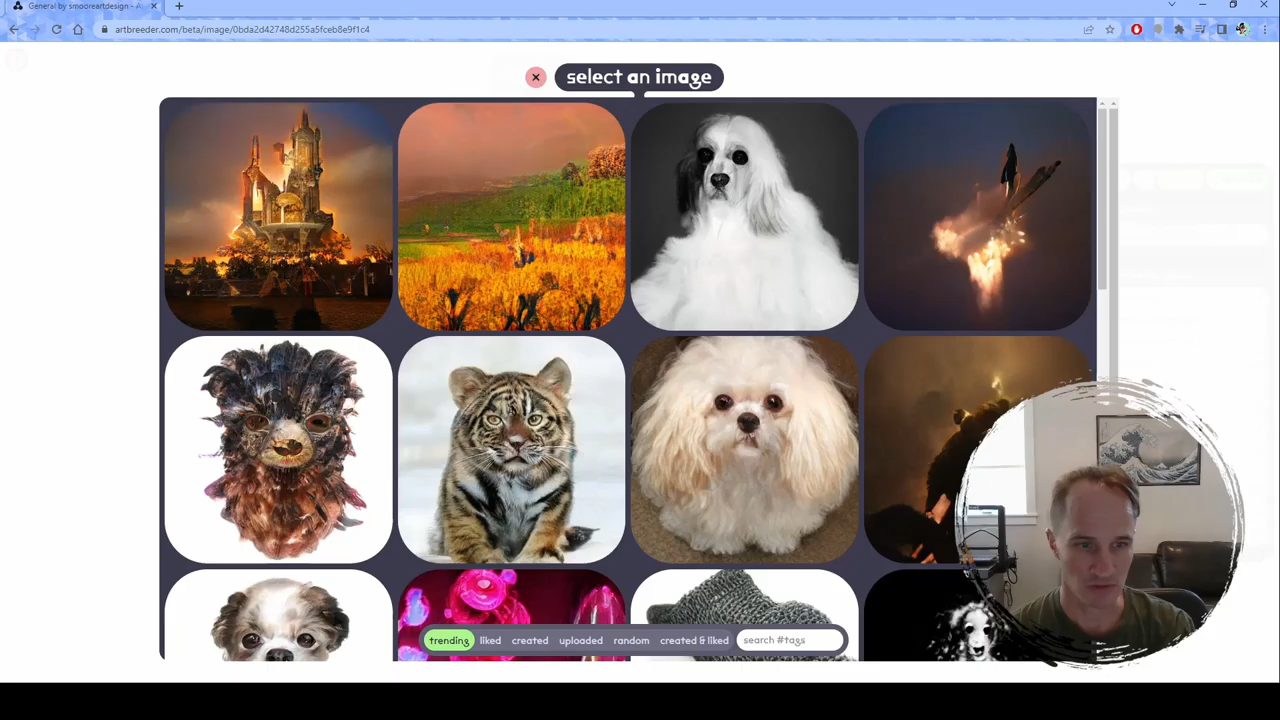 General by smooreartdesign - A
artbreeder.com/beta/image/0bda2d42748d255a5fceb8e9f1c4
select an image
trending liked created uploaded random created & liked search #tags